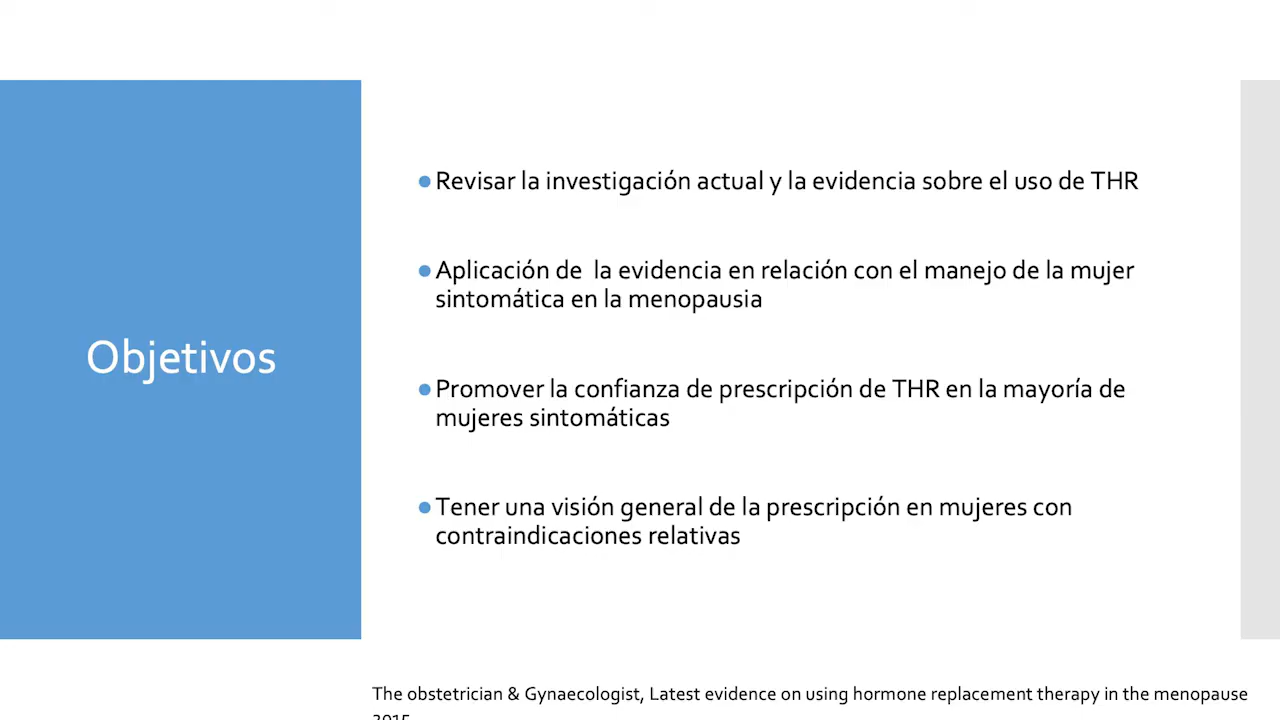 Objetivos
● Revisar la investigación actual y la evidencia sobre el uso de THR
● Aplicación de  la evidencia en relación con el manejo de la mujer
sintomática en la menopausia
● Promover la confianza de prescripción de THR en la mayoría de
mujeres sintomáticas
● Tener una visión general de la prescripción en mujeres con
contraindicaciones relativas
The obstetrician & Gynaecologist, Latest evidence on using hormone replacement therapy in the menopause
2015